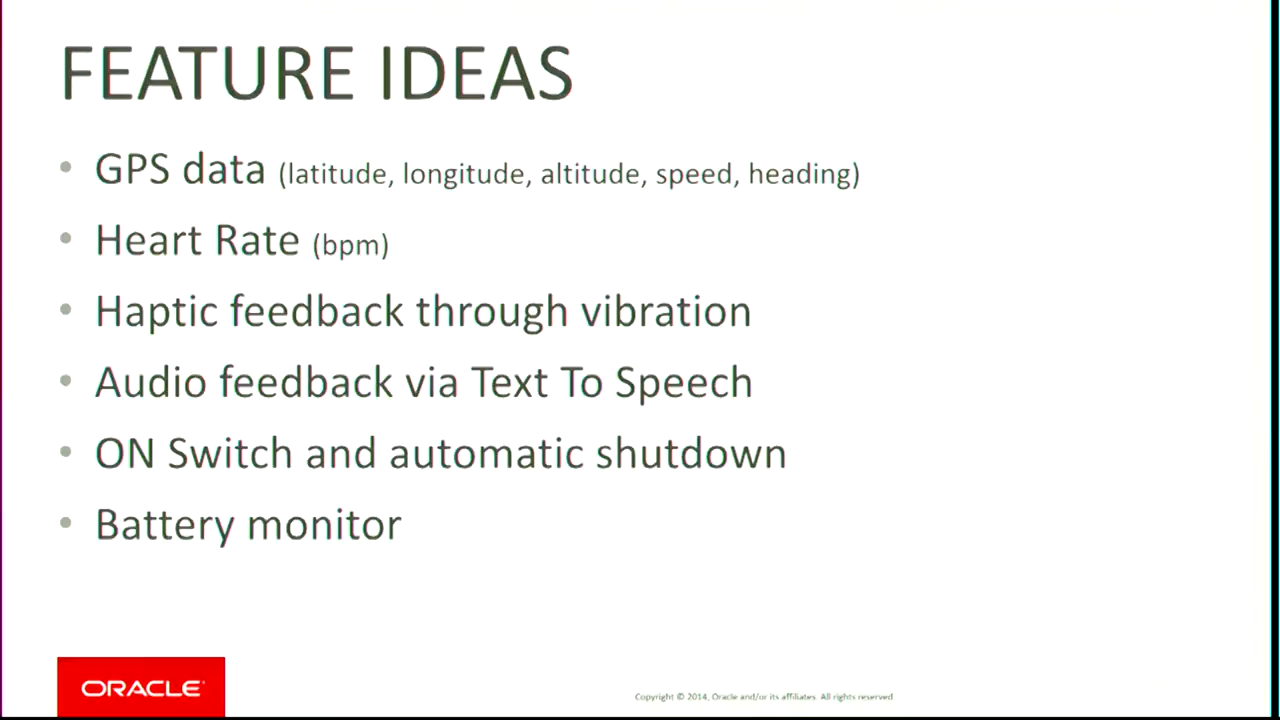 FEATURE IDEAS
• GPS data (latitude, longitude, altitude, speed, heading)
• Heart Rate (bpm)
• Haptic feedback through vibration
• Audio feedback via Text To Speech
• ON Switch and automatic shutdown
• Battery monitor
ORACLE
Copyright © 2014, Oracle and/or its affiliates. All rights reserved.